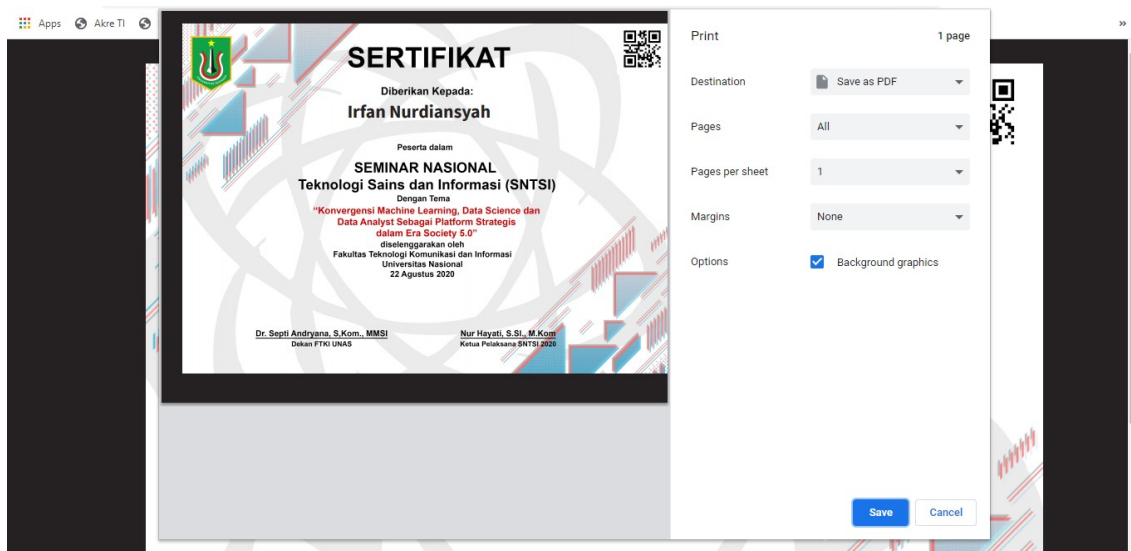 Apps Akre TI
»
SERTIFIKAT
Diberikan Kepada:
Irfan Nurdiansyah
Peserta dalam
SEMINAR NASIONAL
Teknologi Sains dan Informasi (SNTSI)
Dengan Tema
“Konvergensi Machine Learning, Data Science dan
Data Analyst Sebagai Platform Strategis
dalam Era Society 5.0”
diselenggarakan oleh
Fakultas Teknologi Komunikasi dan Informasi
Universitas Nasional
22 Agustus 2020
Dr. Septi Andryana, S,Kom., MMSI
Dekan FTKI UNAS
Nur Hayati, S.SI., M.Kom
Ketua Pelaksana SNTSI 2020
Print 1 page
Destination Save as PDF
Pages All
Pages per sheet 1
Margins None
Options Background graphics
Save Cancel